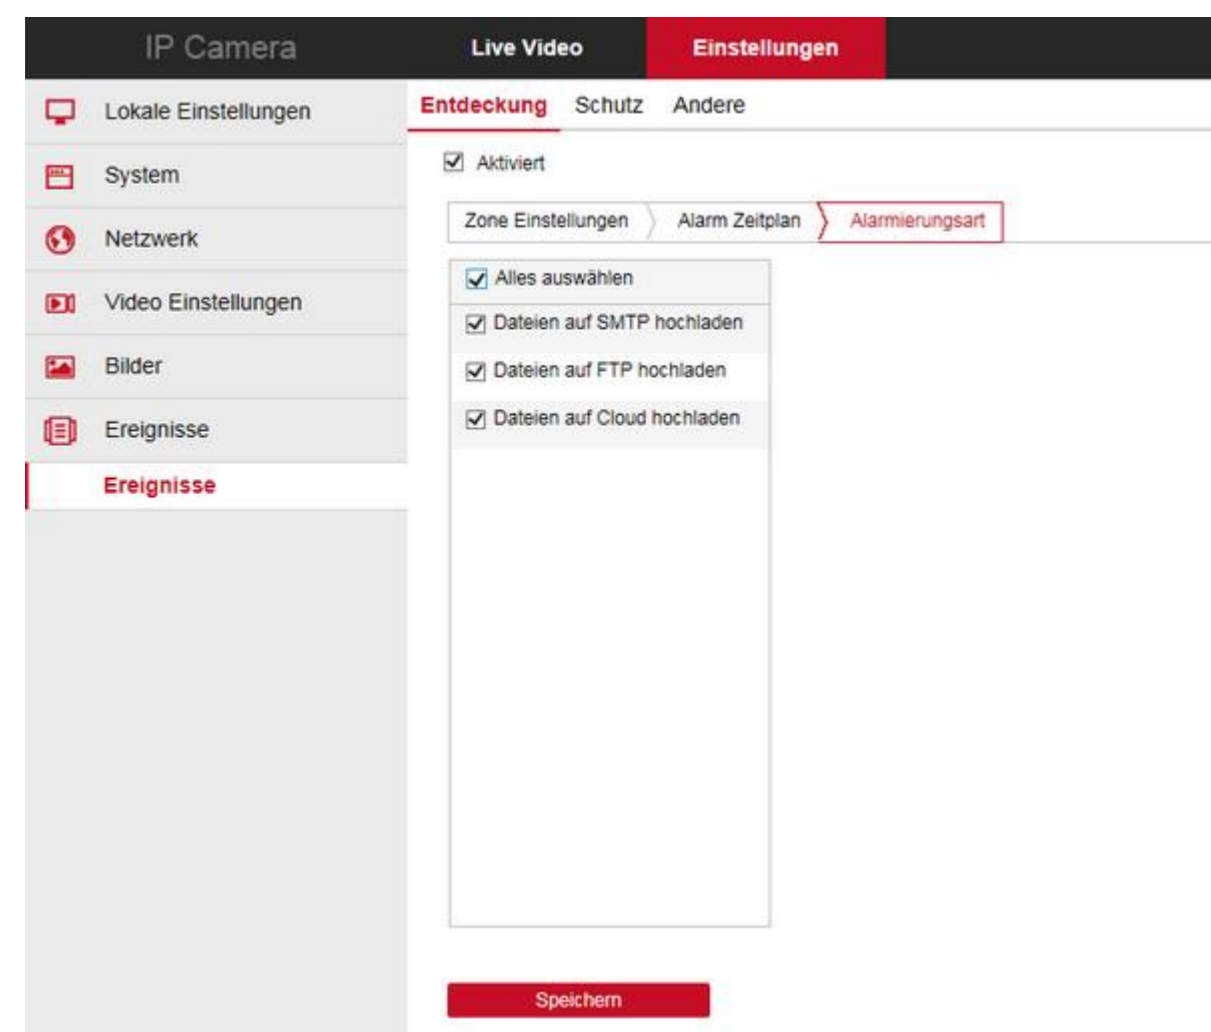 IP Camera
Live Video
Einstellungen
Lokale Einstellungen
System
Netzwerk
Video Einstellungen
Bilder
Ereignisse
Ereignisse
Entdeckung Schutz Andere
Aktiviert
Zone Einstellungen Alarm Zeitplan Alarmierungsart
Alles auswählen
Dateien auf SMTP hochladen
Dateien auf FTP hochladen
Dateien auf Cloud hochladen
Speichern